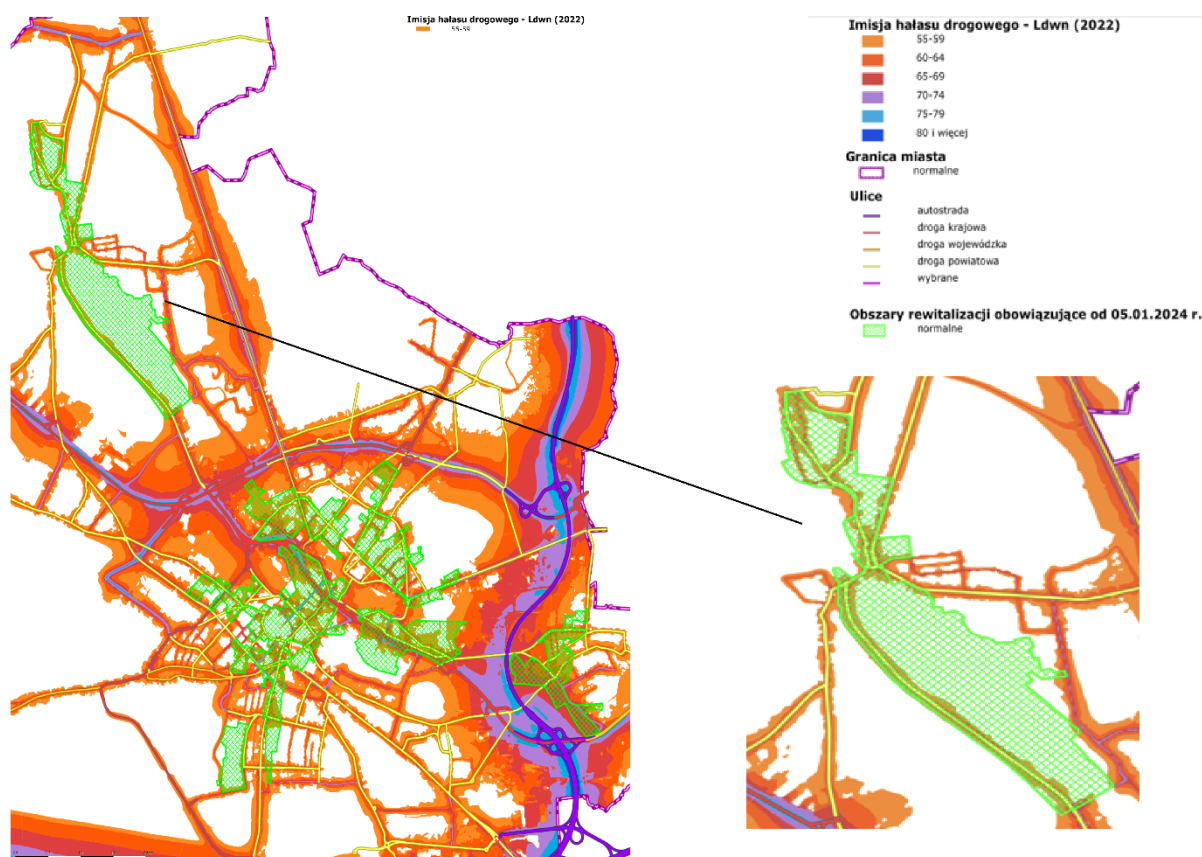 Imisja hałasu drogowego - Ldwn (2022)
55-59
Imisja hałasu drogowego - Ldwn (2022)
55-59
60-64
65-69
70-74
75-79
80 i więcej
Granica miasta
normalne
Ulice
autostrada
droga krajowa
droga wojewódzka
droga powiatowa
wybrane
Obszary rewitalizacji obowiązujące od 05.01.2024 r.
normalne